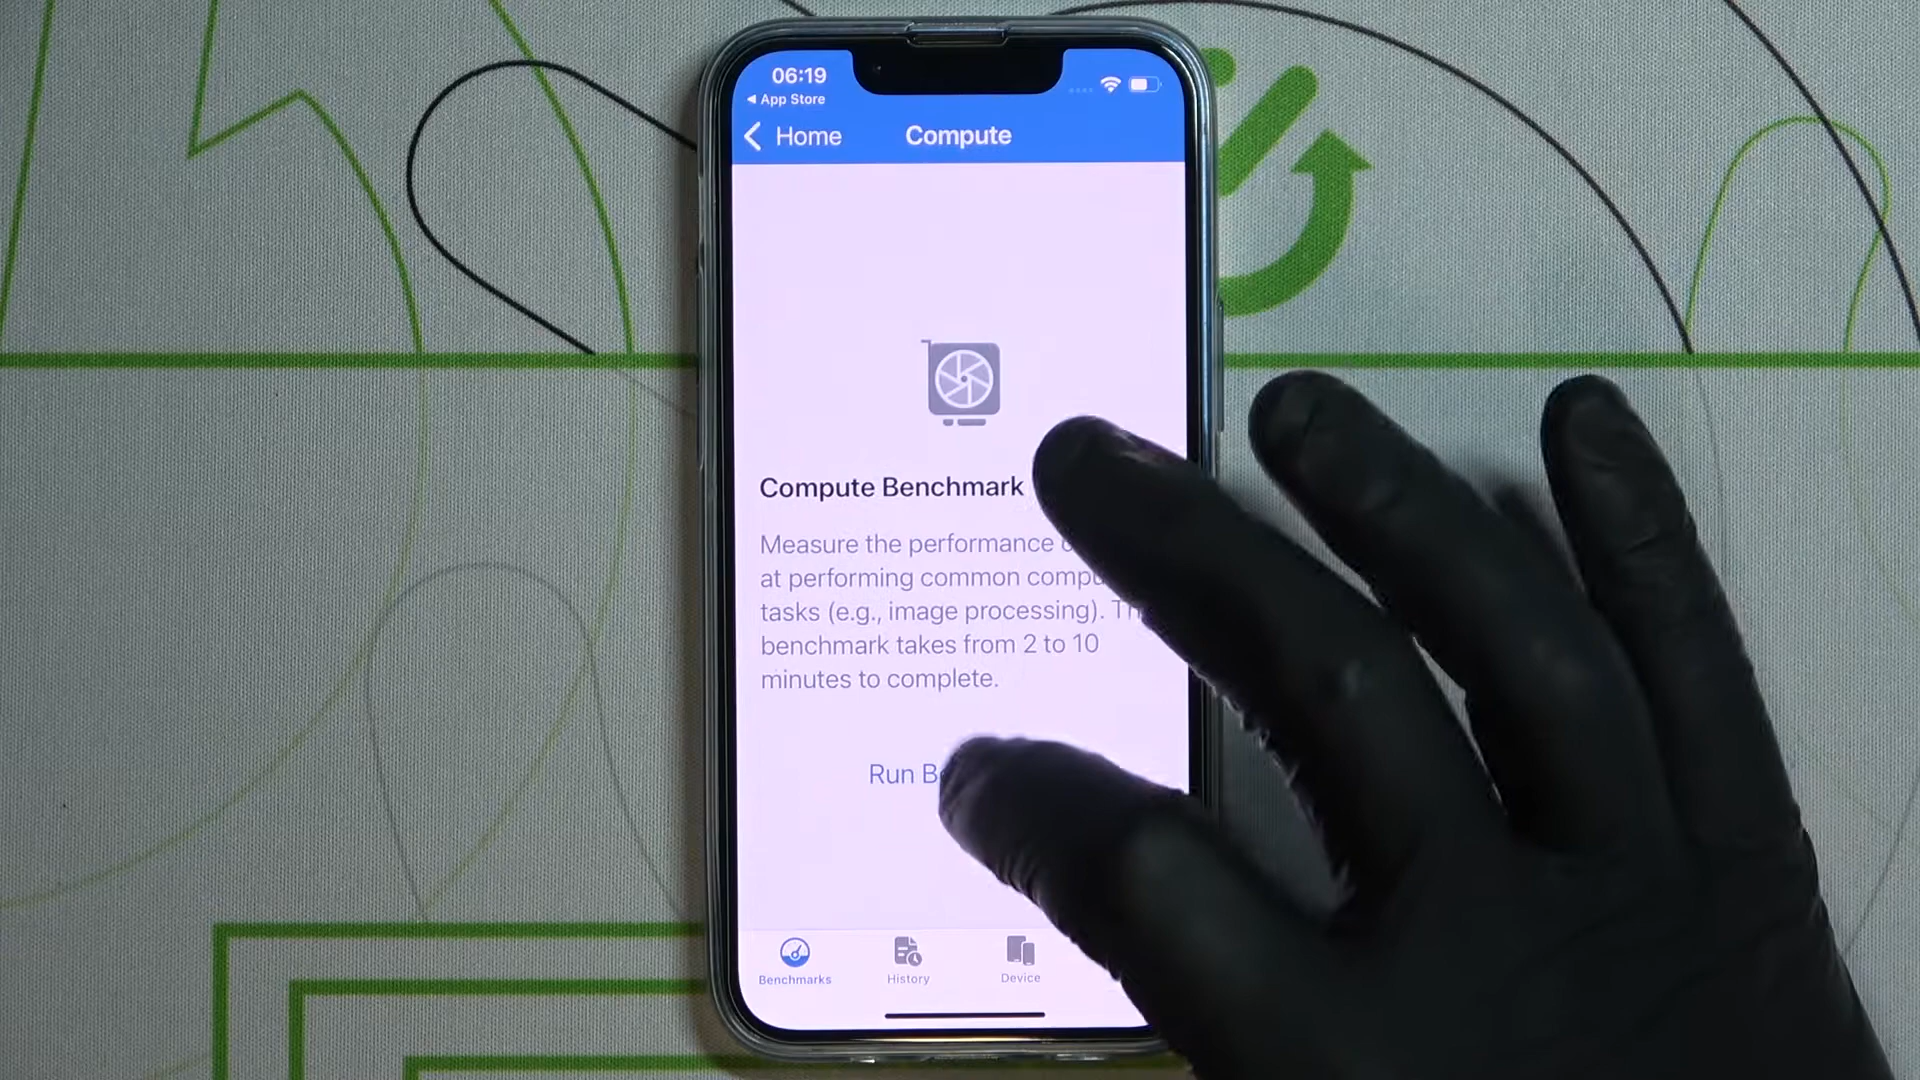 06:19
App Store
Home
Compute
Compute Benchmark
Measure the performance
at performing common
tasks (e.g., image processing).
benchmark takes from 2 to 10
minutes to complete.
Run
Benchmarks
History
Device